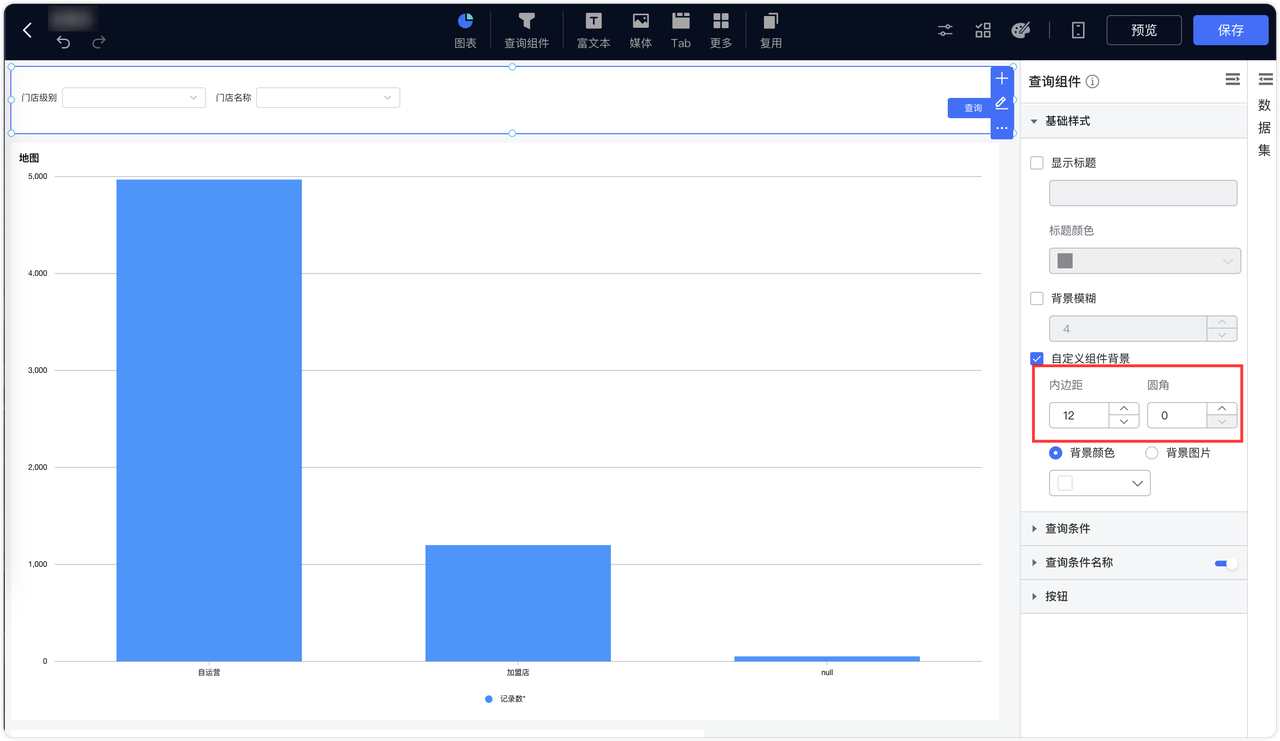 图表
查询组件
富文本
媒体
Tab
更多
复用
预览
保存
门店级别
门店名称
查询
地图
5,000
4,000
3,000
2,000
1,000
0
自运营
加盟店
null
记录数*
查询组件
基础样式
显示标题
标题颜色
背景模糊
4
自定义组件背景
内边距 圆角
12 0
背景颜色 背景图片
查询条件
查询条件名称
按钮
数
据
集